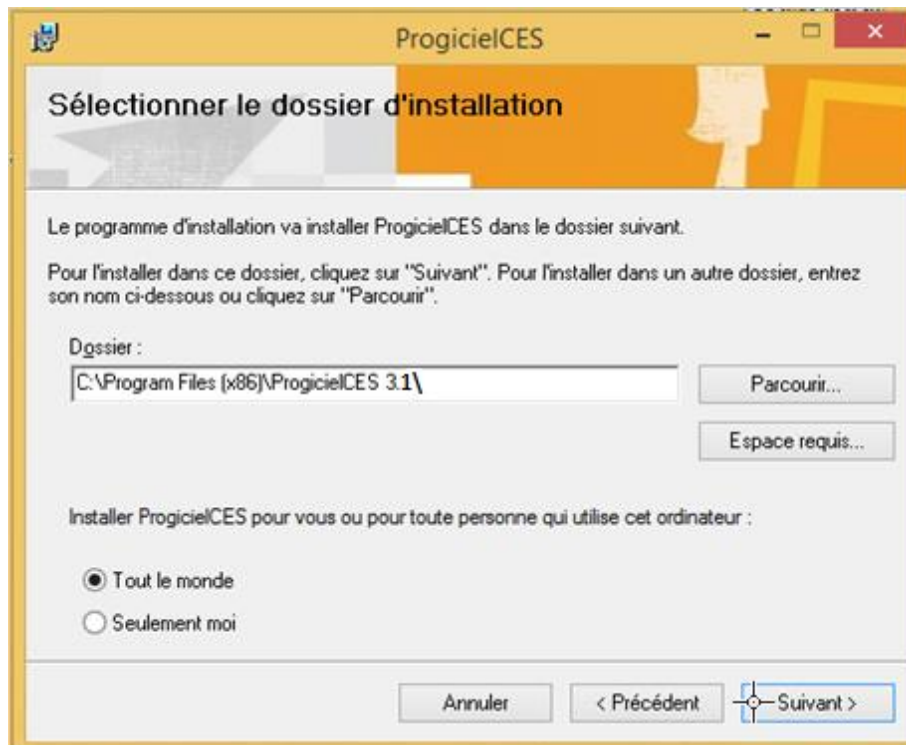 ProgicielCES
Sélectionner le dossier d'installation
Le programme d'installation va installer ProgicielCES dans le dossier suivant.
Pour l'installer dans ce dossier, cliquez sur "Suivant". Pour l'installer dans un autre dossier, entrez
son nom ci-dessous ou cliquez sur "Parcourir".
Dossier :
C:\Program Files (x86)\ProgicielCES 3.1\
Parcourir...
Espace requis...
Installer ProgicielCES pour vous ou pour toute personne qui utilise cet ordinateur :
Tout le monde
Seulement moi
Annuler
< Précédent
Suivant >